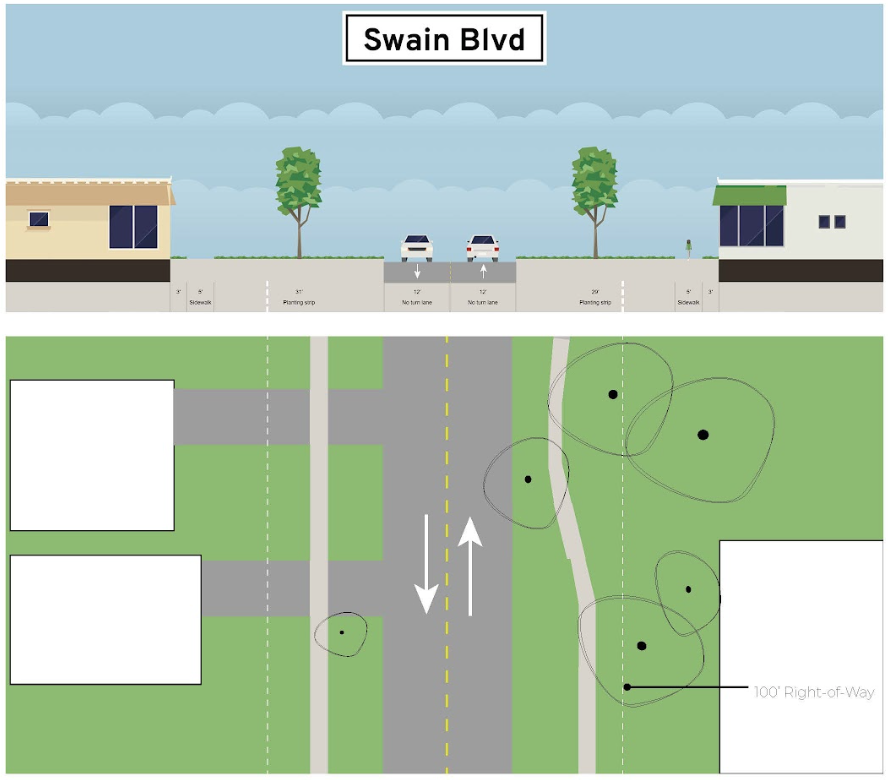 Swain Blvd
3' 5' 31' 12' 12' 29' 5' 3'
Sidewalk Planting strip No turn lane No turn lane Planting strip Sidewalk
100' Right-of-Way